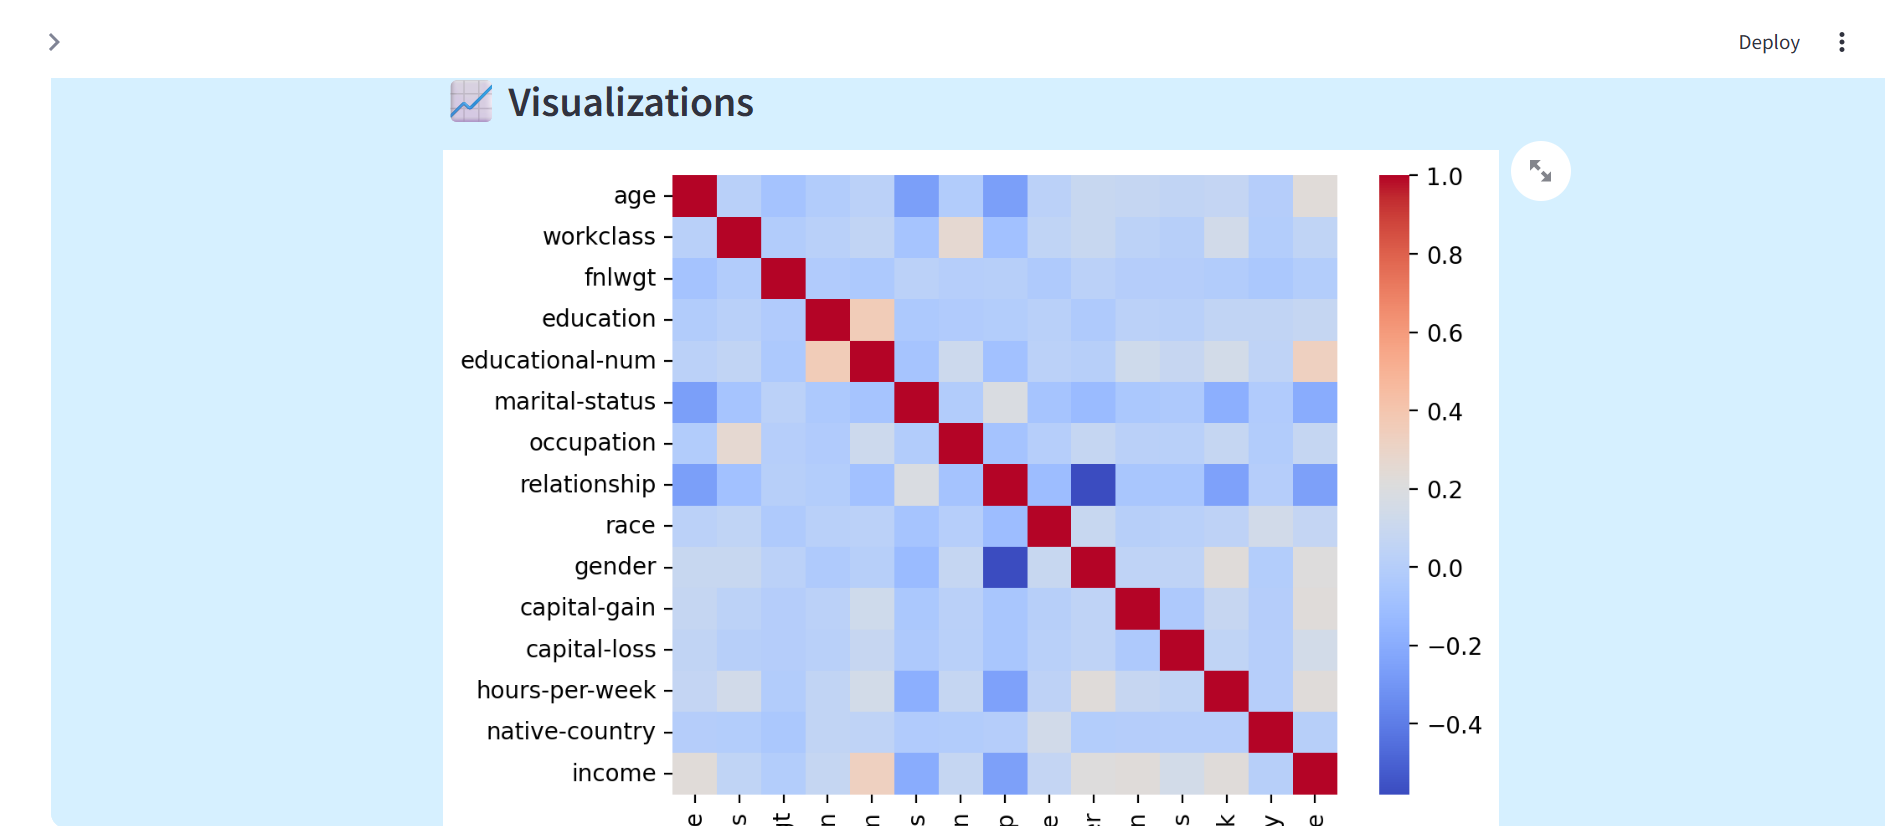 Deploy
Visualizations
age
workclass
fnlwgt
education
educational-num
marital-status
occupation
relationship
race
gender
capital-gain
capital-loss
hours-per-week
native-country
income
1.0
0.8
0.6
0.4
0.2
0.0
−0.2
−0.4